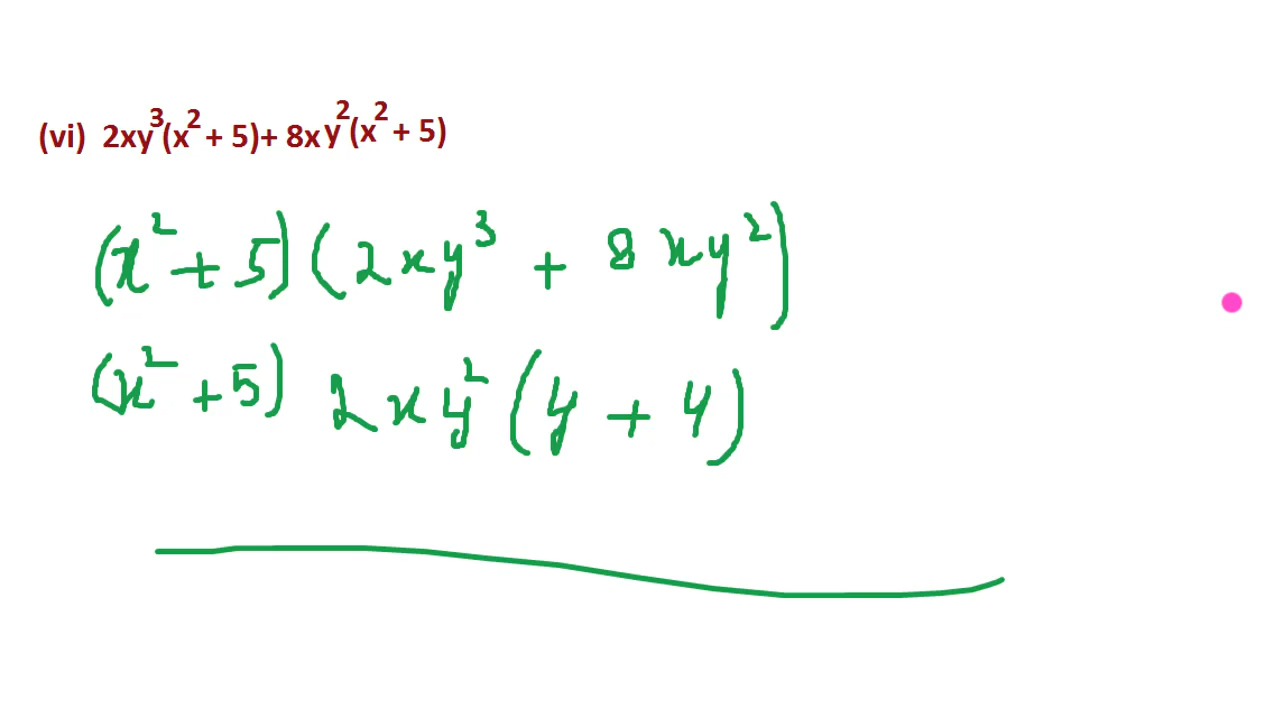 (vi) 2xy³(x² + 5)+ 8xy²(x² + 5)
(x² + 5)(2xy³ + 8xy²)
(x² + 5) 2xy² (y + 4)